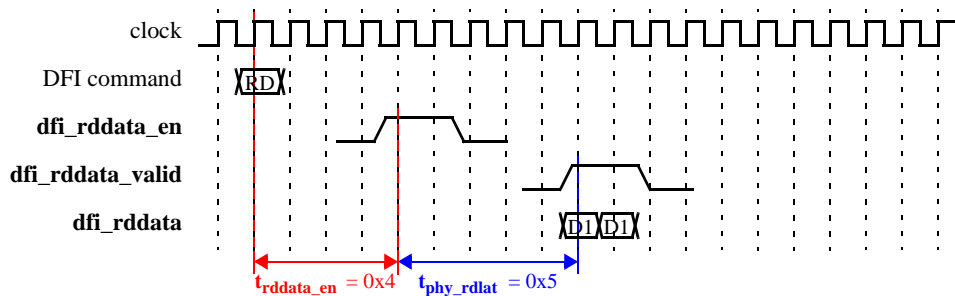 clock
DFI command RD
dfi_rddata_en
dfi_rddata_valid
dfi_rddata D1 D1
trddata_en = 0x4 tphy_rdlat = 0x5